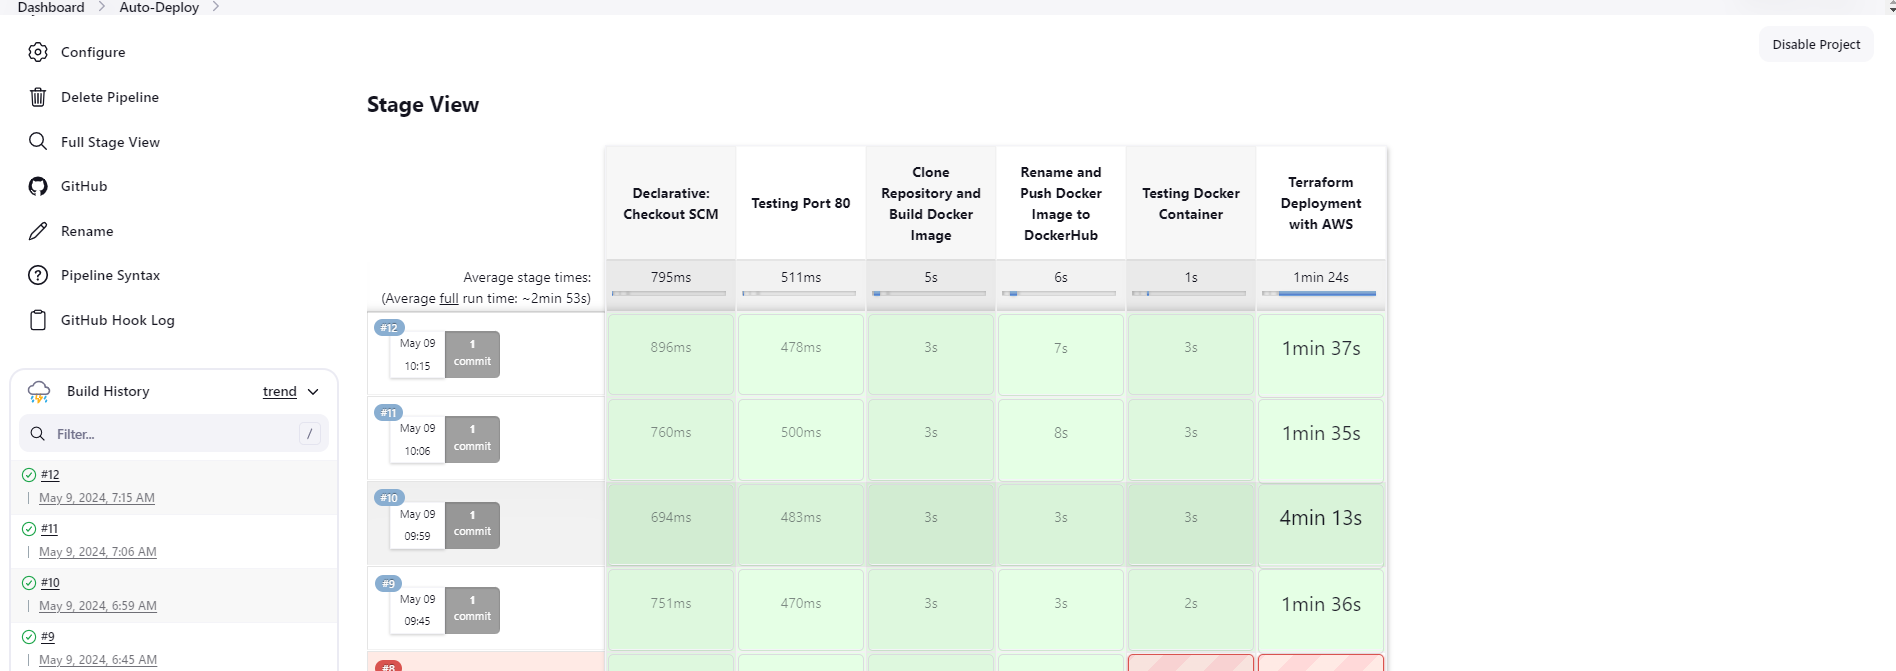 Dashboard
Auto-Deploy
Configure
Delete Pipeline
Full Stage View
GitHub
Rename
Pipeline Syntax
GitHub Hook Log
Build History
trend
Filter...
/
#12
May 9, 2024, 7:15 AM
#11
May 9, 2024, 7:06 AM
#10
May 9, 2024, 6:59 AM
#9
May 9, 2024, 6:45 AM
Disable Project
Stage View
Declarative:
Checkout SCM
Testing Port 80
Clone
Repository and
Build Docker
Image
Rename and
Push Docker
Image to
DockerHub
Testing Docker
Container
Terraform
Deployment
with AWS
Average stage times:
(Average full run time: ~2min 53s)
795ms
511ms
5s
6s
1s
1min 24s
#12
May 09
10:15
1
commit
896ms
478ms
3s
7s
3s
1min 37s
#11
May 09
10:06
1
commit
760ms
500ms
3s
8s
3s
1min 35s
#10
May 09
09:59
1
commit
694ms
483ms
3s
3s
3s
4min 13s
#9
May 09
09:45
1
commit
751ms
470ms
3s
3s
2s
1min 36s
#8